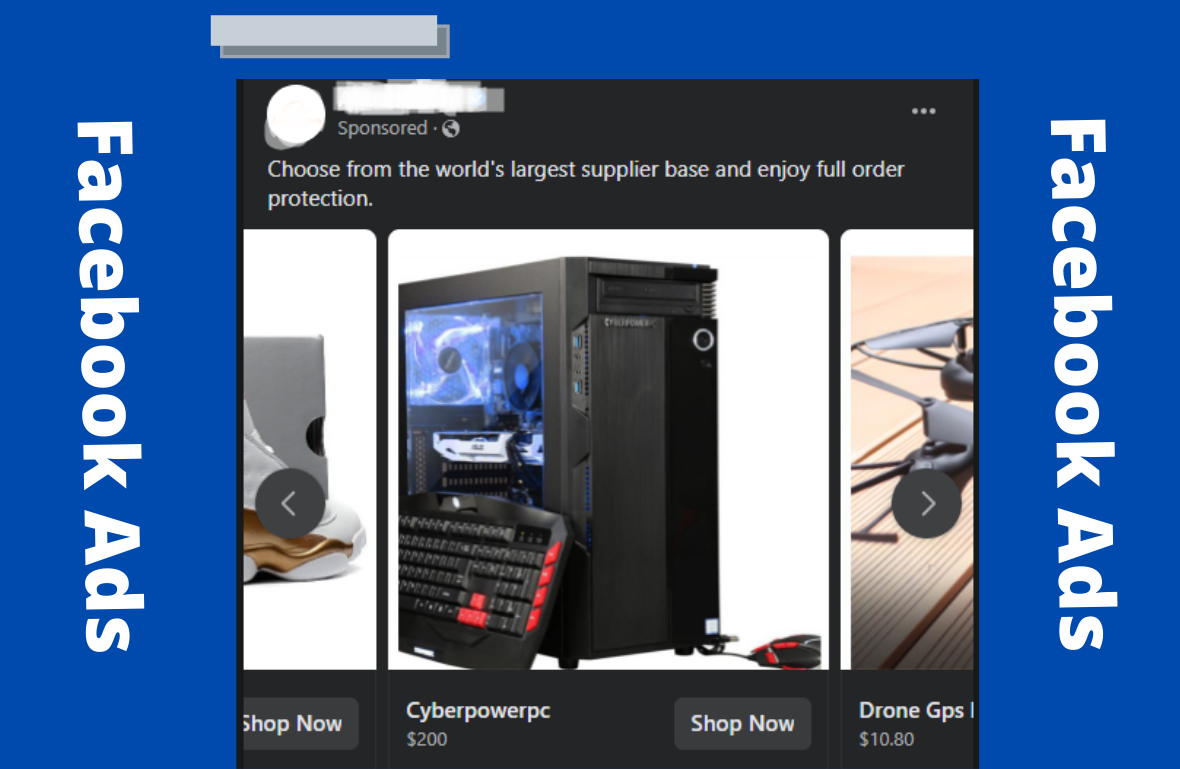 Facebook Ads
Sponsored ·
Choose from the world's largest supplier base and enjoy full order
protection.
CYBERPOWERPC
Shop Now
Cyberpowerpc
$200
Shop Now
Drone Gps
$10.80
Facebook Ads